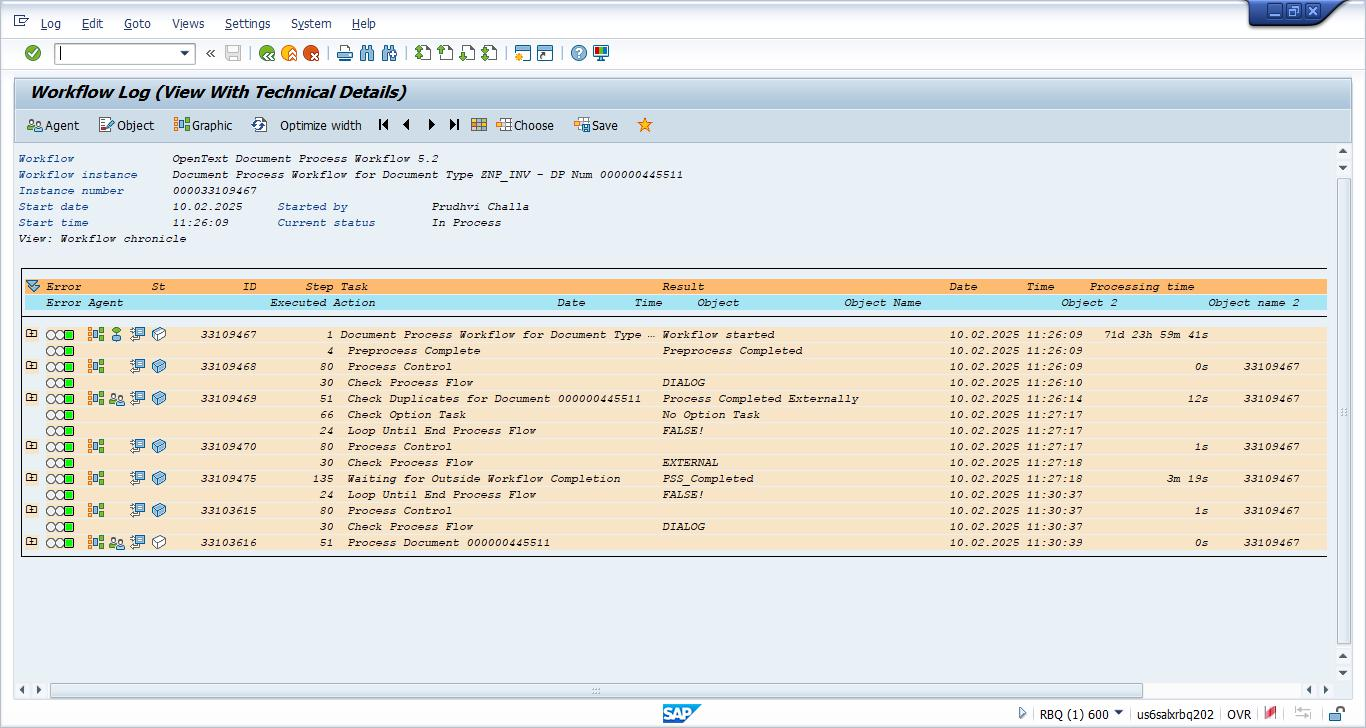 Log Edit Goto Views Settings System Help
Workflow Log (View With Technical Details)
Agent Object Graphic Optimize width Choose Save
Workflow OpenText Document Process Workflow 5.2
Workflow instance Document Process Workflow for Document Type ZNP_INV - DP Num 000000445511
Instance number 000033109467
Start date 10.02.2025 Started by Prudhvi Challa
Start time 11:26:09 Current status In Process
View: Workflow chronicle
Error St ID Step Task Result Date Time Processing time
Error Agent Executed Action Date Time Object Object Name Object 2 Object name 2
33109467 1 Document Process Workflow for Document Type … Workflow started 10.02.2025 11:26:09 71d 23h 59m 41s
4 Preprocess Complete Preprocess Completed 10.02.2025 11:26:09
33109468 80 Process Control 10.02.2025 11:26:09 0s 33109467
30 Check Process Flow DIALOG 10.02.2025 11:26:10
33109469 51 Check Duplicates for Document 000000445511 Process Completed Externally 10.02.2025 11:26:14 12s 33109467
66 Check Option Task No Option Task 10.02.2025 11:27:17
24 Loop Until End Process Flow FALSE! 10.02.2025 11:27:17
33109470 80 Process Control 10.02.2025 11:27:17 1s 33109467
30 Check Process Flow EXTERNAL 10.02.2025 11:27:18
33109475 135 Waiting for Outside Workflow Completion PSS_Completed 10.02.2025 11:27:18 3m 19s 33109467
24 Loop Until End Process Flow FALSE! 10.02.2025 11:30:37
33103615 80 Process Control 10.02.2025 11:30:37 1s 33109467
30 Check Process Flow DIALOG 10.02.2025 11:30:37
33103616 51 Process Document 000000445511 10.02.2025 11:30:39 0s 33109467
SAP RBQ (1) 600 us6salxrbq202 OVR